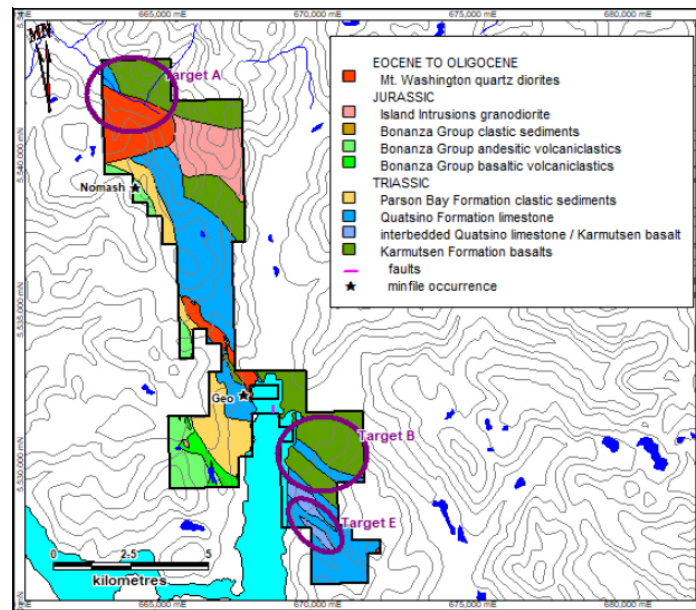 665,000 mE
670,000 mE
675,0
680,000 mE
MN
Target A
5,540,000 mN
Nomash
5,535,000 mN
Geo
Target B
5,530,000 mN
Target E
0
2.5
5
kilometres
665,000 mE
670,000 mE
675,000 mE
680,000 mE
EOCENE TO OLIGOCENE
Mt. Washington quartz diorites
JURASSIC
Island Intrusions granodiorite
Bonanza Group clastic sediments
Bonanza Group andesitic volcaniclastics
Bonanza Group basaltic volcaniclastics
TRIASSIC
Parson Bay Formation clastic sediments
Quatsino Formation limestone
interbedded Quatsino limestone / Karmutsen basalt
Karmutsen Formation basalts
faults
minfile occurrence